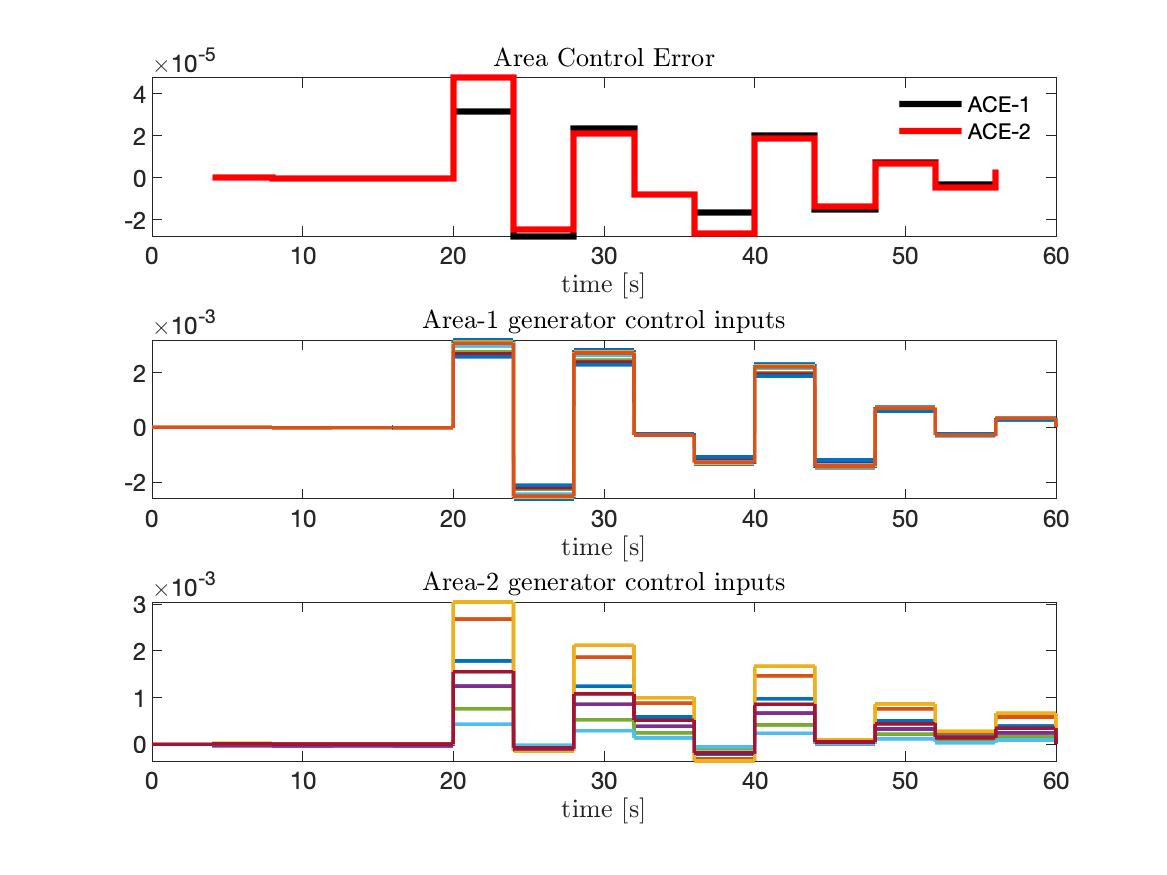 ×10-5
Area Control Error
4
2
0
-2
ACE-1
ACE-2
0 10 20 30 40 50 60
time [s]
×10-3
Area-1 generator control inputs
2
0
-2
0 10 20 30 40 50 60
time [s]
×10-3
Area-2 generator control inputs
3
2
1
0
0 10 20 30 40 50 60
time [s]